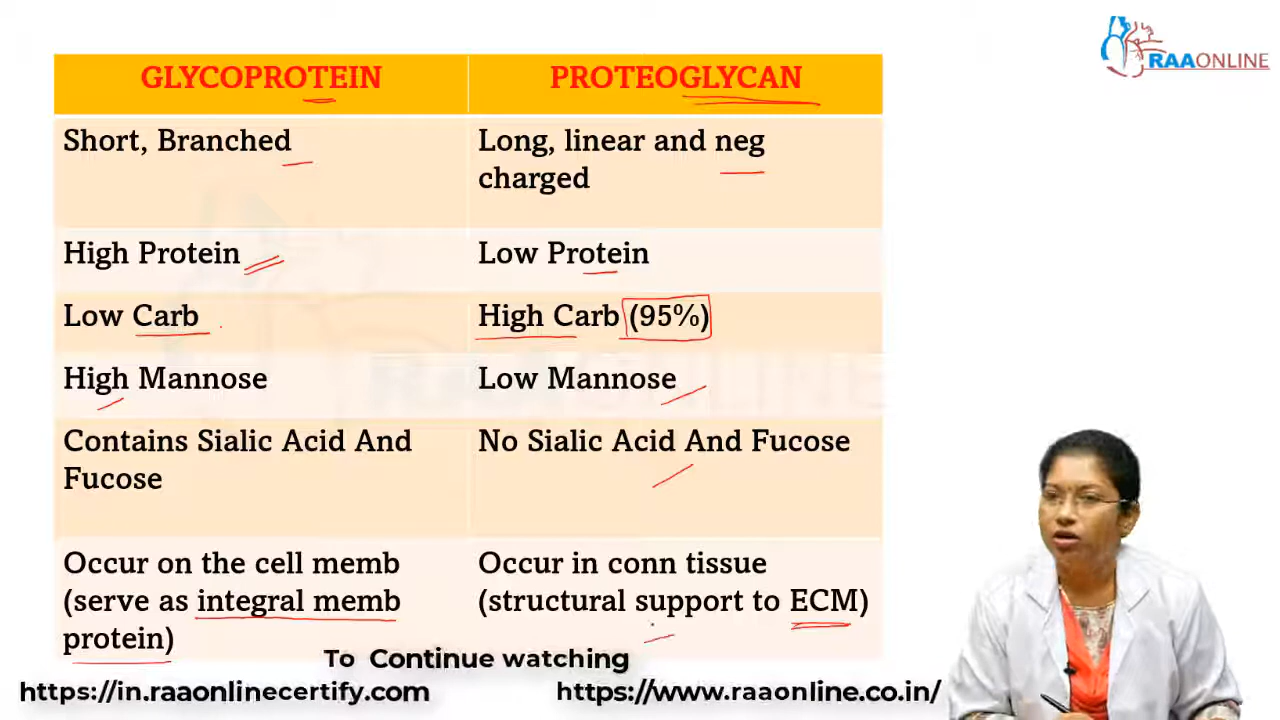 RAAONLINE
GLYCOPROTEIN
PROTEOGLYCAN
Short, Branched
Long, linear and neg
charged
High Protein
Low Protein
Low Carb
High Carb (95%)
High Mannose
Low Mannose
Contains Sialic Acid And
Fucose
No Sialic Acid And Fucose
Occur on the cell memb
(serve as integral memb
protein)
Occur in conn tissue
(structural support to ECM)
To Continue watching
https://in.raaonlinecertify.com
https://www.raaonline.co.in/